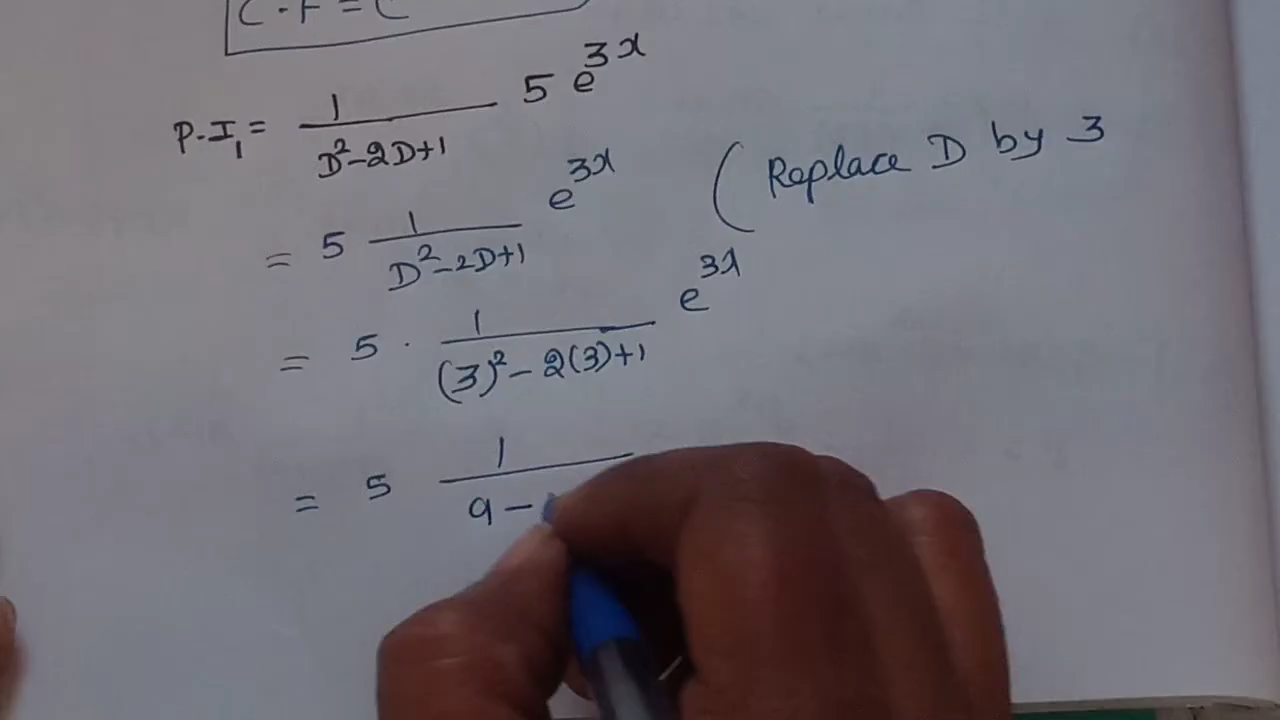 C.F = (
P.I₁ = 1/(D²-2D+1) 5 e^3x
= 5 1/(D²-2D+1) e^3x (Replace D by 3
= 5 . 1/((3)²-2(3)+1) e^3x
= 5 1/(9-